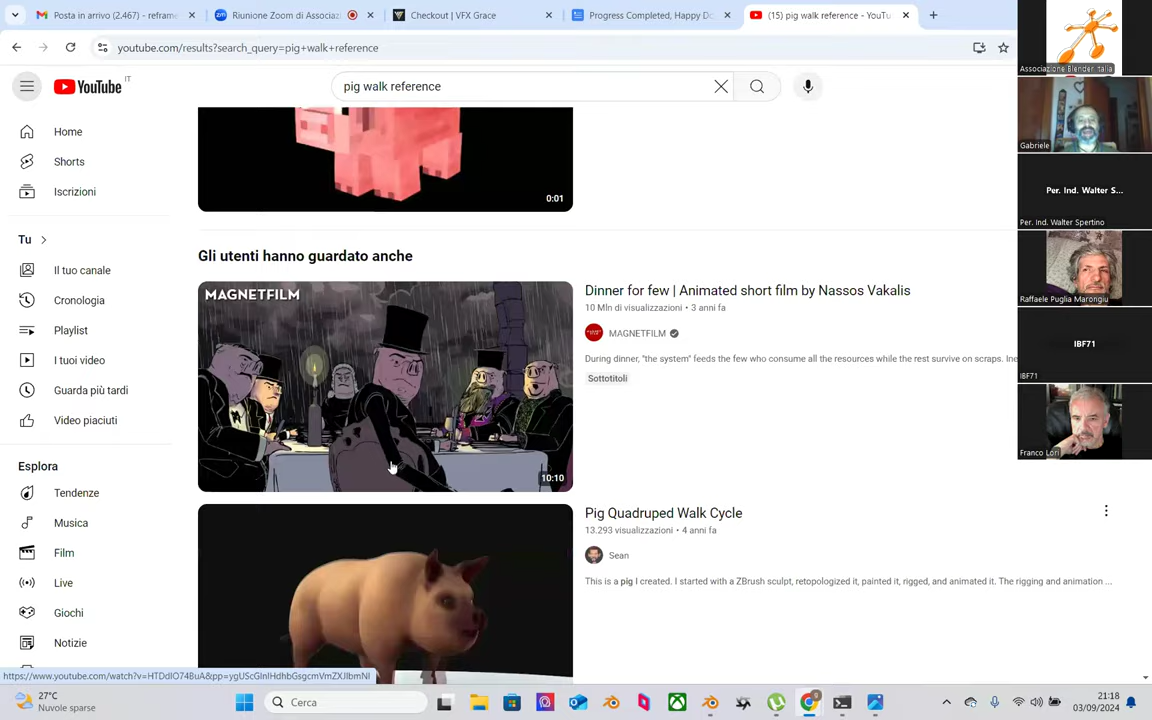 Posta in arrivo (2.467) - reframe
Riunione Zoom di Associaz
Checkout | VFX Grace
Progress Completed, Happy Do
(15) pig walk reference - YouTu
youtube.com/results?search_query=pig+walk+reference
YouTube IT
pig walk reference
Home
Shorts
Iscrizioni
Tu
Il tuo canale
Cronologia
Playlist
I tuoi video
Guarda più tardi
Video piaciuti
Esplora
Tendenze
Musica
Film
Live
Giochi
Notizie
0:01
Gli utenti hanno guardato anche
MAGNETFILM
10:10
Dinner for few | Animated short film by Nassos Vakalis
10 Mln di visualizzazioni • 3 anni fa
MAGNETFILM
During dinner, "the system" feeds the few who consume all the resources while the rest survive on scraps. Ine
Sottotitoli
Pig Quadruped Walk Cycle
13.293 visualizzazioni • 4 anni fa
Sean
This is a pig I created. I started with a ZBrush sculpt, retopologized it, painted it, rigged, and animated it. The rigging and animation ...
Associazione Blender Italia
Gabriele
Per. Ind. Walter S...
Per. Ind. Walter Spertino
Raffaele Puglia Marongiu
IBF71
IBF71
Franco Lori
27°C
Nuvole sparse
Cerca
21:18
03/09/2024